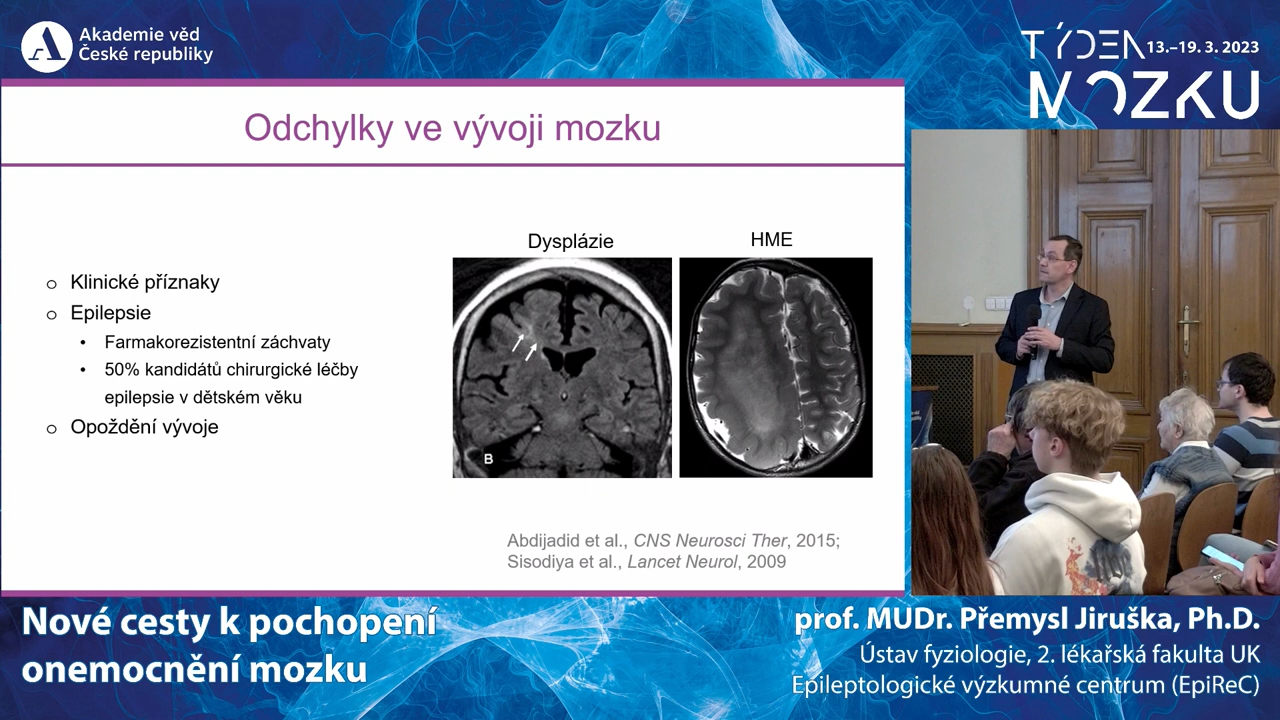 Akademie věd
České republiky
TÝDEN 13.–19. 3. 2023
MOZKU
Odchylky ve vývoji mozku
Dysplázie
HME
o Klinické příznaky
o Epilepsie
• Farmakorezistentní záchvaty
• 50% kandidátů chirurgické léčby
epilepsie v dětském věku
o Opoždění vývoje
B
Abdijadid et al., CNS Neurosci Ther, 2015;
Sisodiya et al., Lancet Neurol, 2009
Nové cesty k pochopení
onemocnění mozku
prof. MUDr. Přemysl Jiruška, Ph.D.
Ústav fyziologie, 2. lékařská fakulta UK
Epileptologické výzkumné centrum (EpiReC)